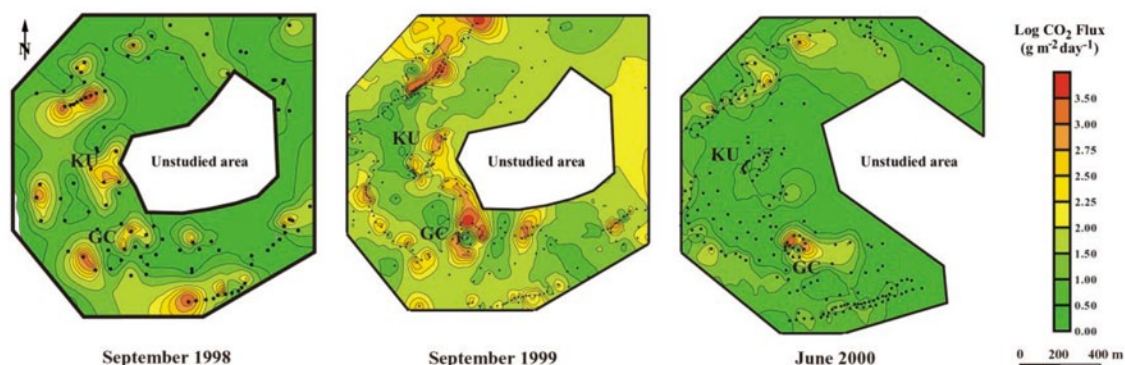 N
KU
Unstudied area
GC
September 1998
KU
Unstudied area
GC
September 1999
KU
Unstudied area
GC
June 2000
Log CO₂ Flux
(g m⁻² day⁻¹)
3.50
3.00
2.75
2.50
2.25
2.00
1.50
1.00
0.50
0.00
0 200 400 m